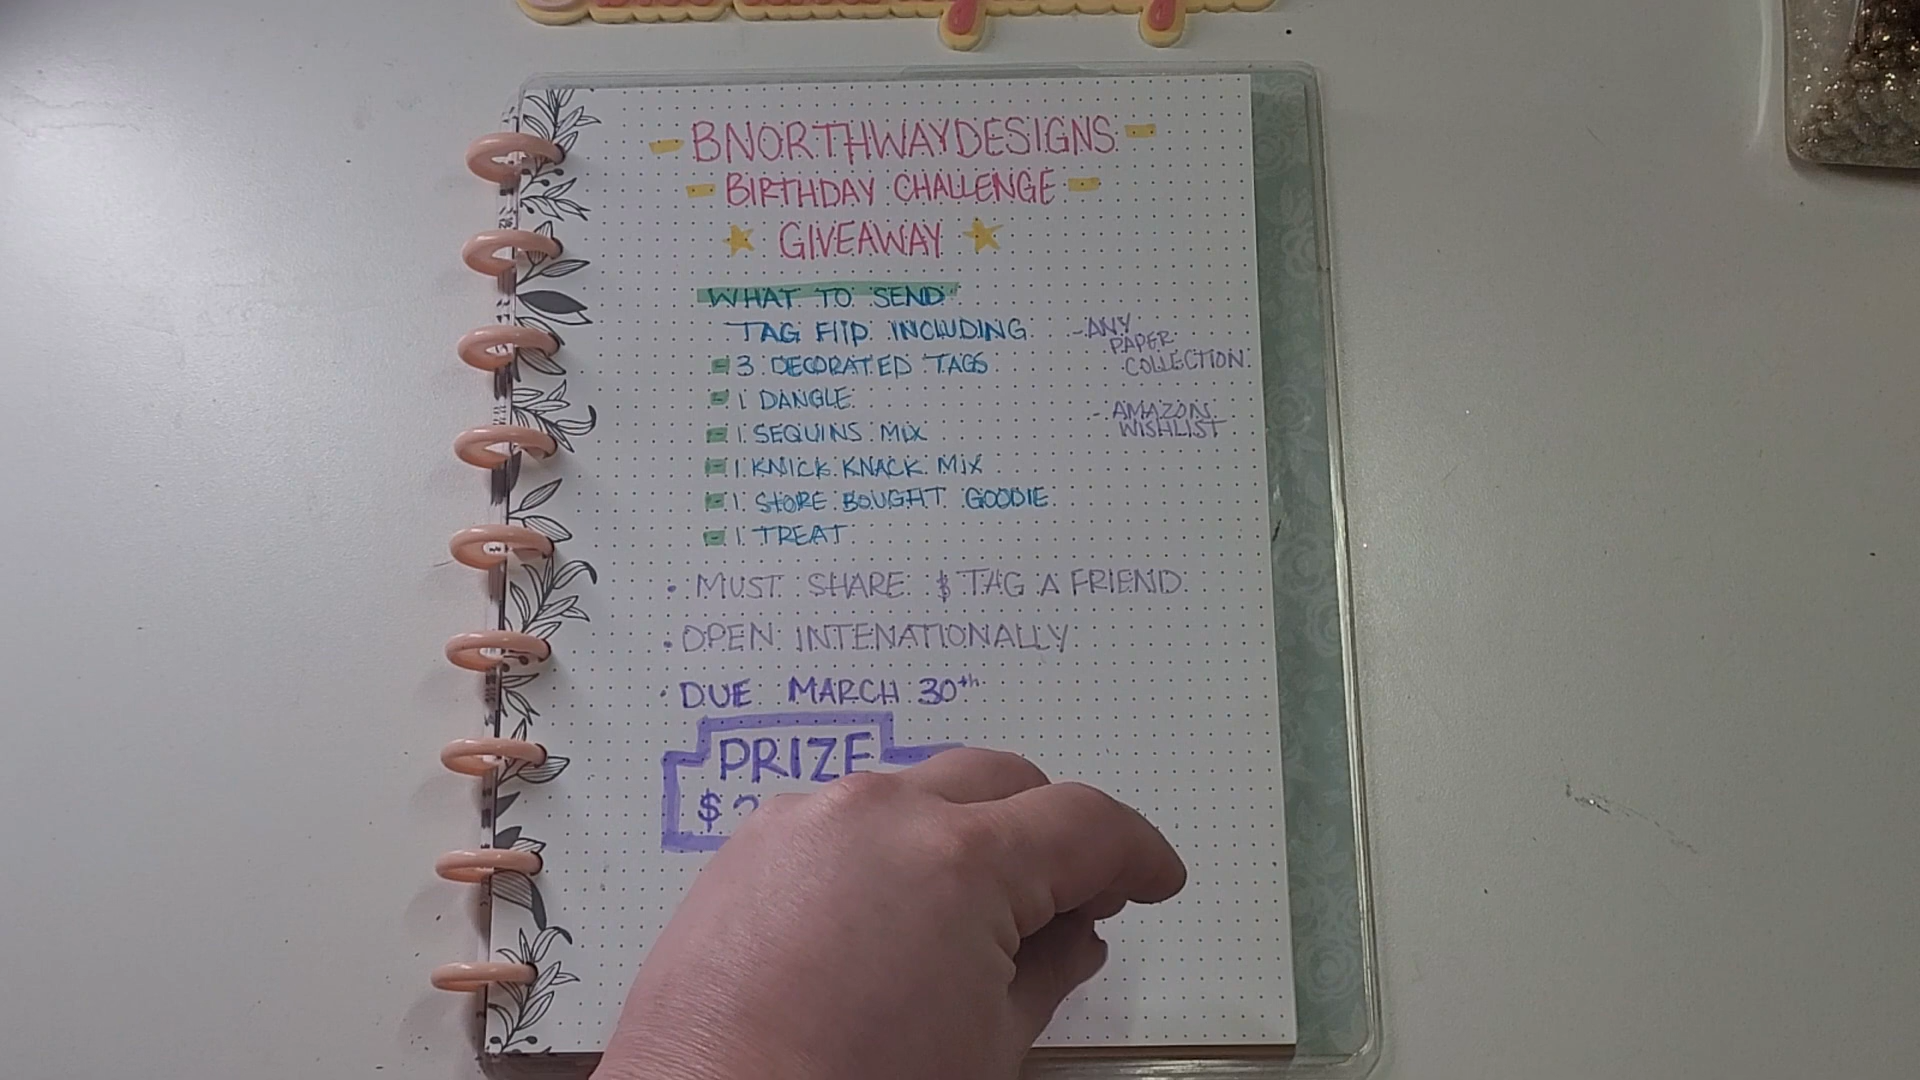 BNORTHWAYDESIGNS
BIRTHDAY CHALLENGE
GIVEAWAY
WHAT TO SEND
TAG FLIP INCLUDING
- 3 DECORATED TAGS
- 1 DANGLE
- 1 SEQUINS MIX
- 1 KNICK KNACK MIX
- 1 STORE BOUGHT GOODIE
- 1 TREAT
- ANY
PAPER
COLLECTION
- AMAZON
WISHLIST
• MUST SHARE & TAG A FRIEND
• OPEN INTENATIONALLY
• DUE MARCH 30th
PRIZE